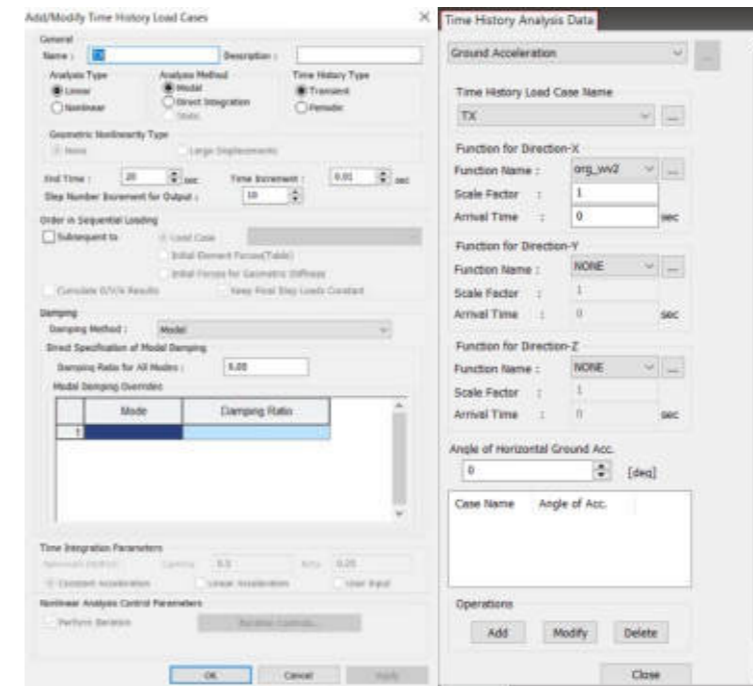 Add/Modify Time History Load Cases
General
Name : TX Description :
Analysis Type
Linear
Nonlinear
Analysis Method
Modal
Direct Integration
Static
Time History Type
Transient
Periodic
Geometric Nonlinearity Type
None Large Displacements
End Time : 20 sec Time Increment : 0.01 sec
Step Number Increment for Output : 10
Order in Sequential Loading
Subsequent to Load Case
Initial Element Forces(Table)
Initial Forces for Geometric Stiffness
Cumulate D/V/A Results Keep Final Step Loads Constant
Damping
Damping Method : Modal
Direct Specification of Modal Damping
Damping Ratio for All Modes : 0.05
Modal Damping Overrides
Mode Damping Ratio
1
Time Integration Parameters
Newmark Method: Gamma 0.5 Beta 0.25
Constant Acceleration Linear Acceleration User Input
Nonlinear Analysis Control Parameters
Perform Iteration
OK Cancel Apply
Time History Analysis Data
Ground Acceleration ...
Time History Load Case Name
TX ...
Function for Direction-X
Function Name : org_wv2 ...
Scale Factor : 1
Arrival Time : 0 sec
Function for Direction-Y
Function Name : NONE ...
Scale Factor : 1
Arrival Time : 0 sec
Function for Direction-Z
Function Name : NONE ...
Scale Factor : 1
Arrival Time : 0 sec
Angle of Horizontal Ground Acc.
0 [deg]
Case Name Angle of Acc.
Operations
Add Modify Delete
Close